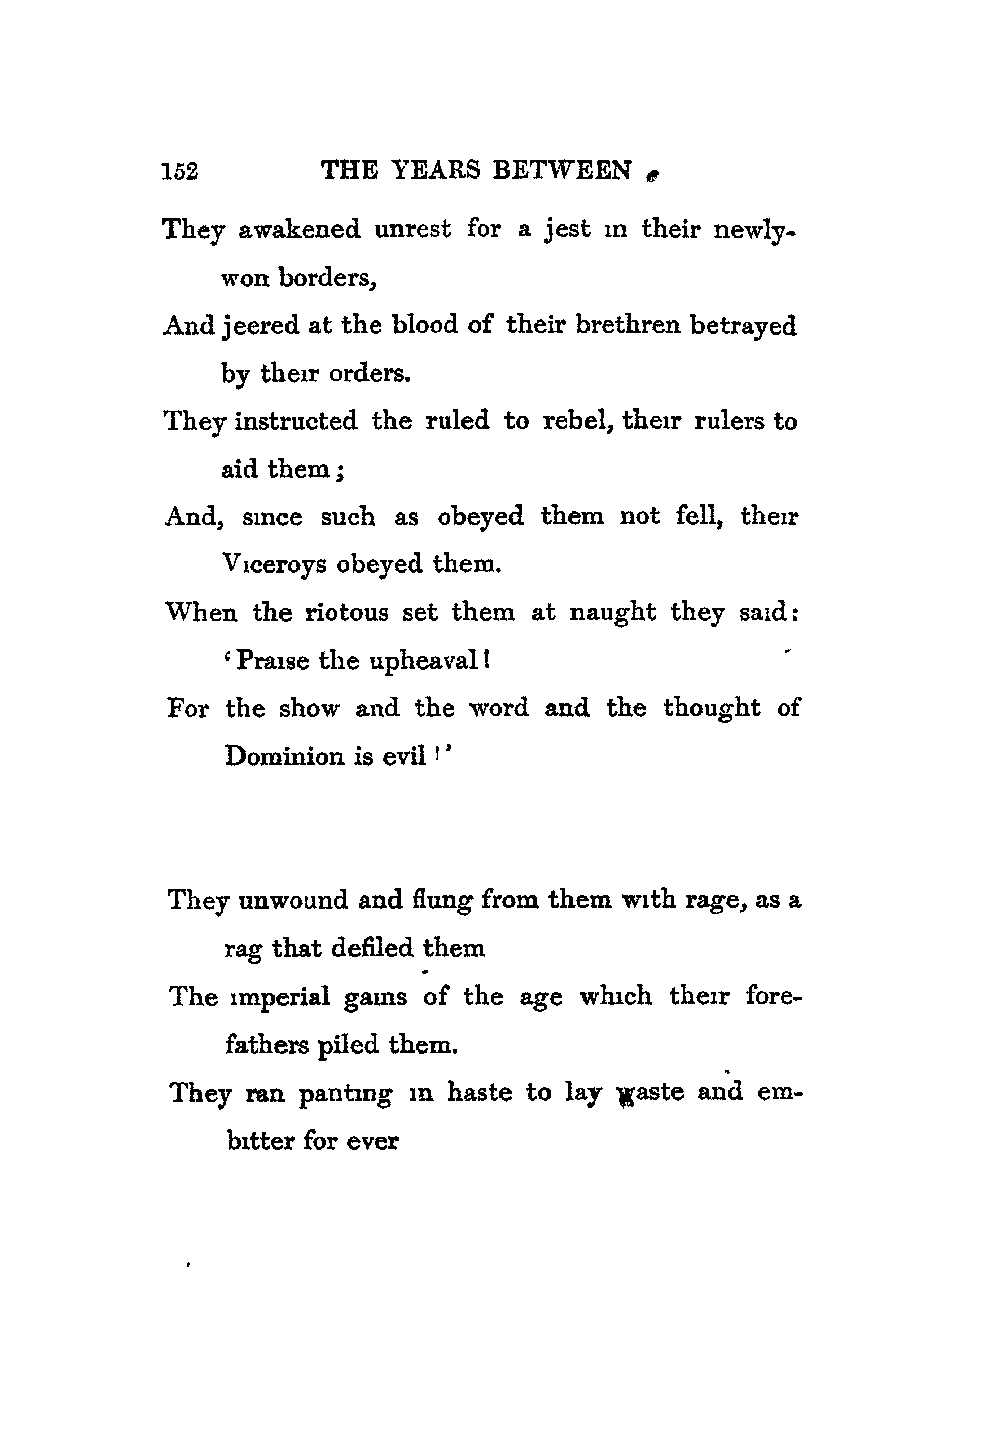 152 THE YEARS BETWEEN
They awakened unrest for a jest in their newly-
won borders,
And jeered at the blood of their brethren betrayed
by their orders.
They instructed the ruled to rebel, their rulers to
aid them;
And, since such as obeyed them not fell, their
Viceroys obeyed them.
When the riotous set them at naught they said:
‘Praise the upheaval!
For the show and the word and the thought of
Dominion is evil!’
They unwound and flung from them with rage, as a
rag that defiled them
The imperial gains of the age which their fore-
fathers piled them.
They ran panting in haste to lay waste and em-
bitter for ever